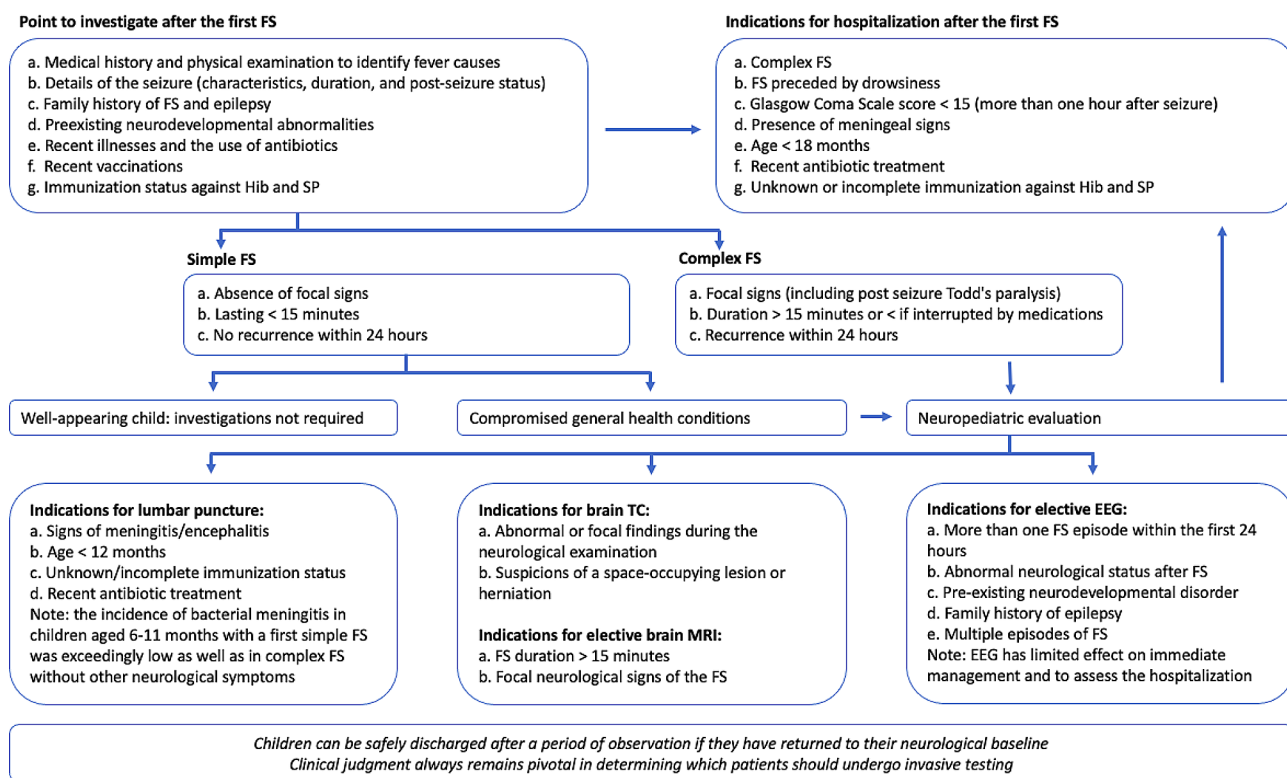 Point to investigate after the first FS
a. Medical history and physical examination to identify fever causes
b. Details of the seizure (characteristics, duration, and post-seizure status)
c. Family history of FS and epilepsy
d. Preexisting neurodevelopmental abnormalities
e. Recent illnesses and the use of antibiotics
f. Recent vaccinations
g. Immunization status against Hib and SP
Indications for hospitalization after the first FS
a. Complex FS
b. FS preceded by drowsiness
c. Glasgow Coma Scale score < 15 (more than one hour after seizure)
d. Presence of meningeal signs
e. Age < 18 months
f. Recent antibiotic treatment
g. Unknown or incomplete immunization against Hib and SP
Simple FS
a. Absence of focal signs
b. Lasting < 15 minutes
c. No recurrence within 24 hours
Complex FS
a. Focal signs (including post seizure Todd's paralysis)
b. Duration > 15 minutes or < if interrupted by medications
c. Recurrence within 24 hours
Well-appearing child: investigations not required
Compromised general health conditions
Neuropediatric evaluation
Indications for lumbar puncture:
a. Signs of meningitis/encephalitis
b. Age < 12 months
c. Unknown/incomplete immunization status
d. Recent antibiotic treatment
Note: the incidence of bacterial meningitis in
children aged 6-11 months with a first simple FS
was exceedingly low as well as in complex FS
without other neurological symptoms
Indications for brain TC:
a. Abnormal or focal findings during the
neurological examination
b. Suspicions of a space-occupying lesion or
herniation
Indications for elective brain MRI:
a. FS duration > 15 minutes
b. Focal neurological signs of the FS
Indications for elective EEG:
a. More than one FS episode within the first 24
hours
b. Abnormal neurological status after FS
c. Pre-existing neurodevelopmental disorder
d. Family history of epilepsy
e. Multiple episodes of FS
Note: EEG has limited effect on immediate
management and to assess the hospitalization
Children can be safely discharged after a period of observation if they have returned to their neurological baseline
Clinical judgment always remains pivotal in determining which patients should undergo invasive testing